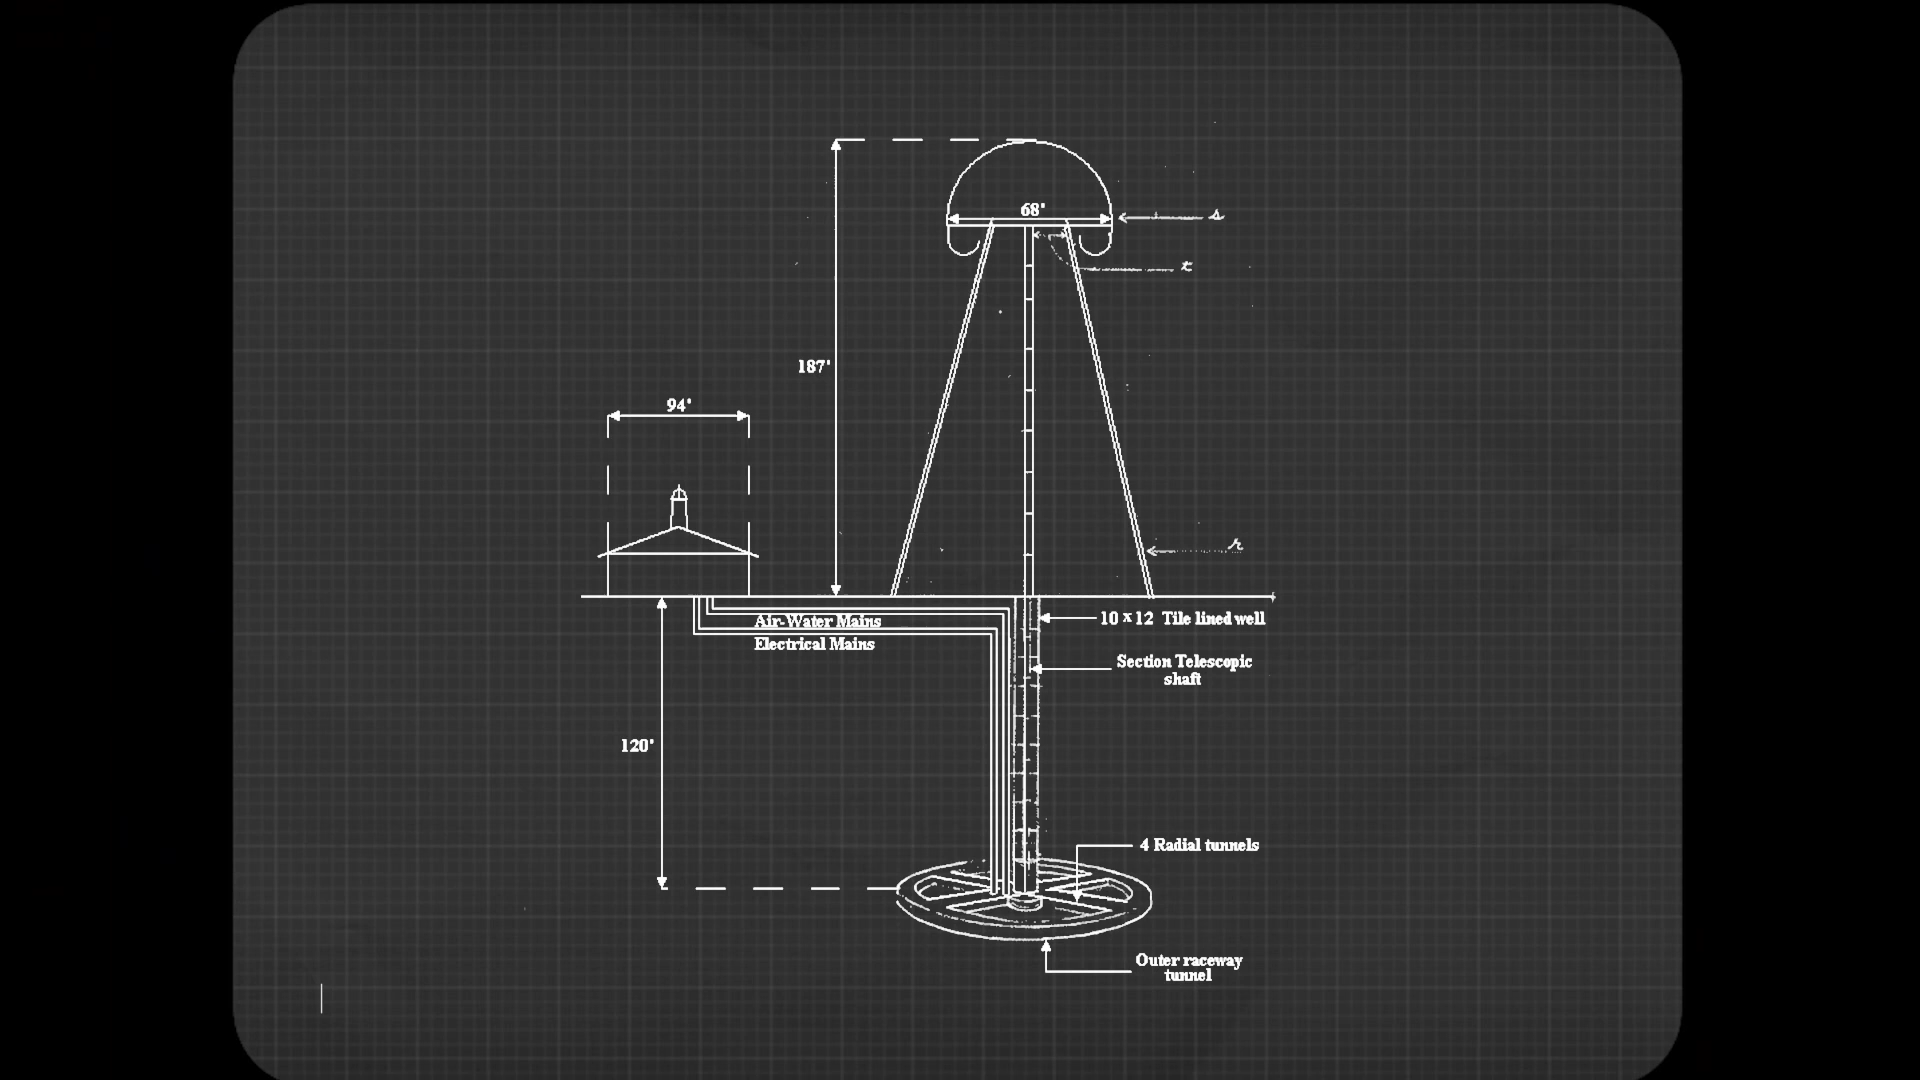 68'
s
t
187'
94'
r
Air-Water Mains
10 x 12 Tile lined well
Electrical Mains
Section Telescopic
shaft
120'
4 Radial tunnels
Outer raceway
tunnel